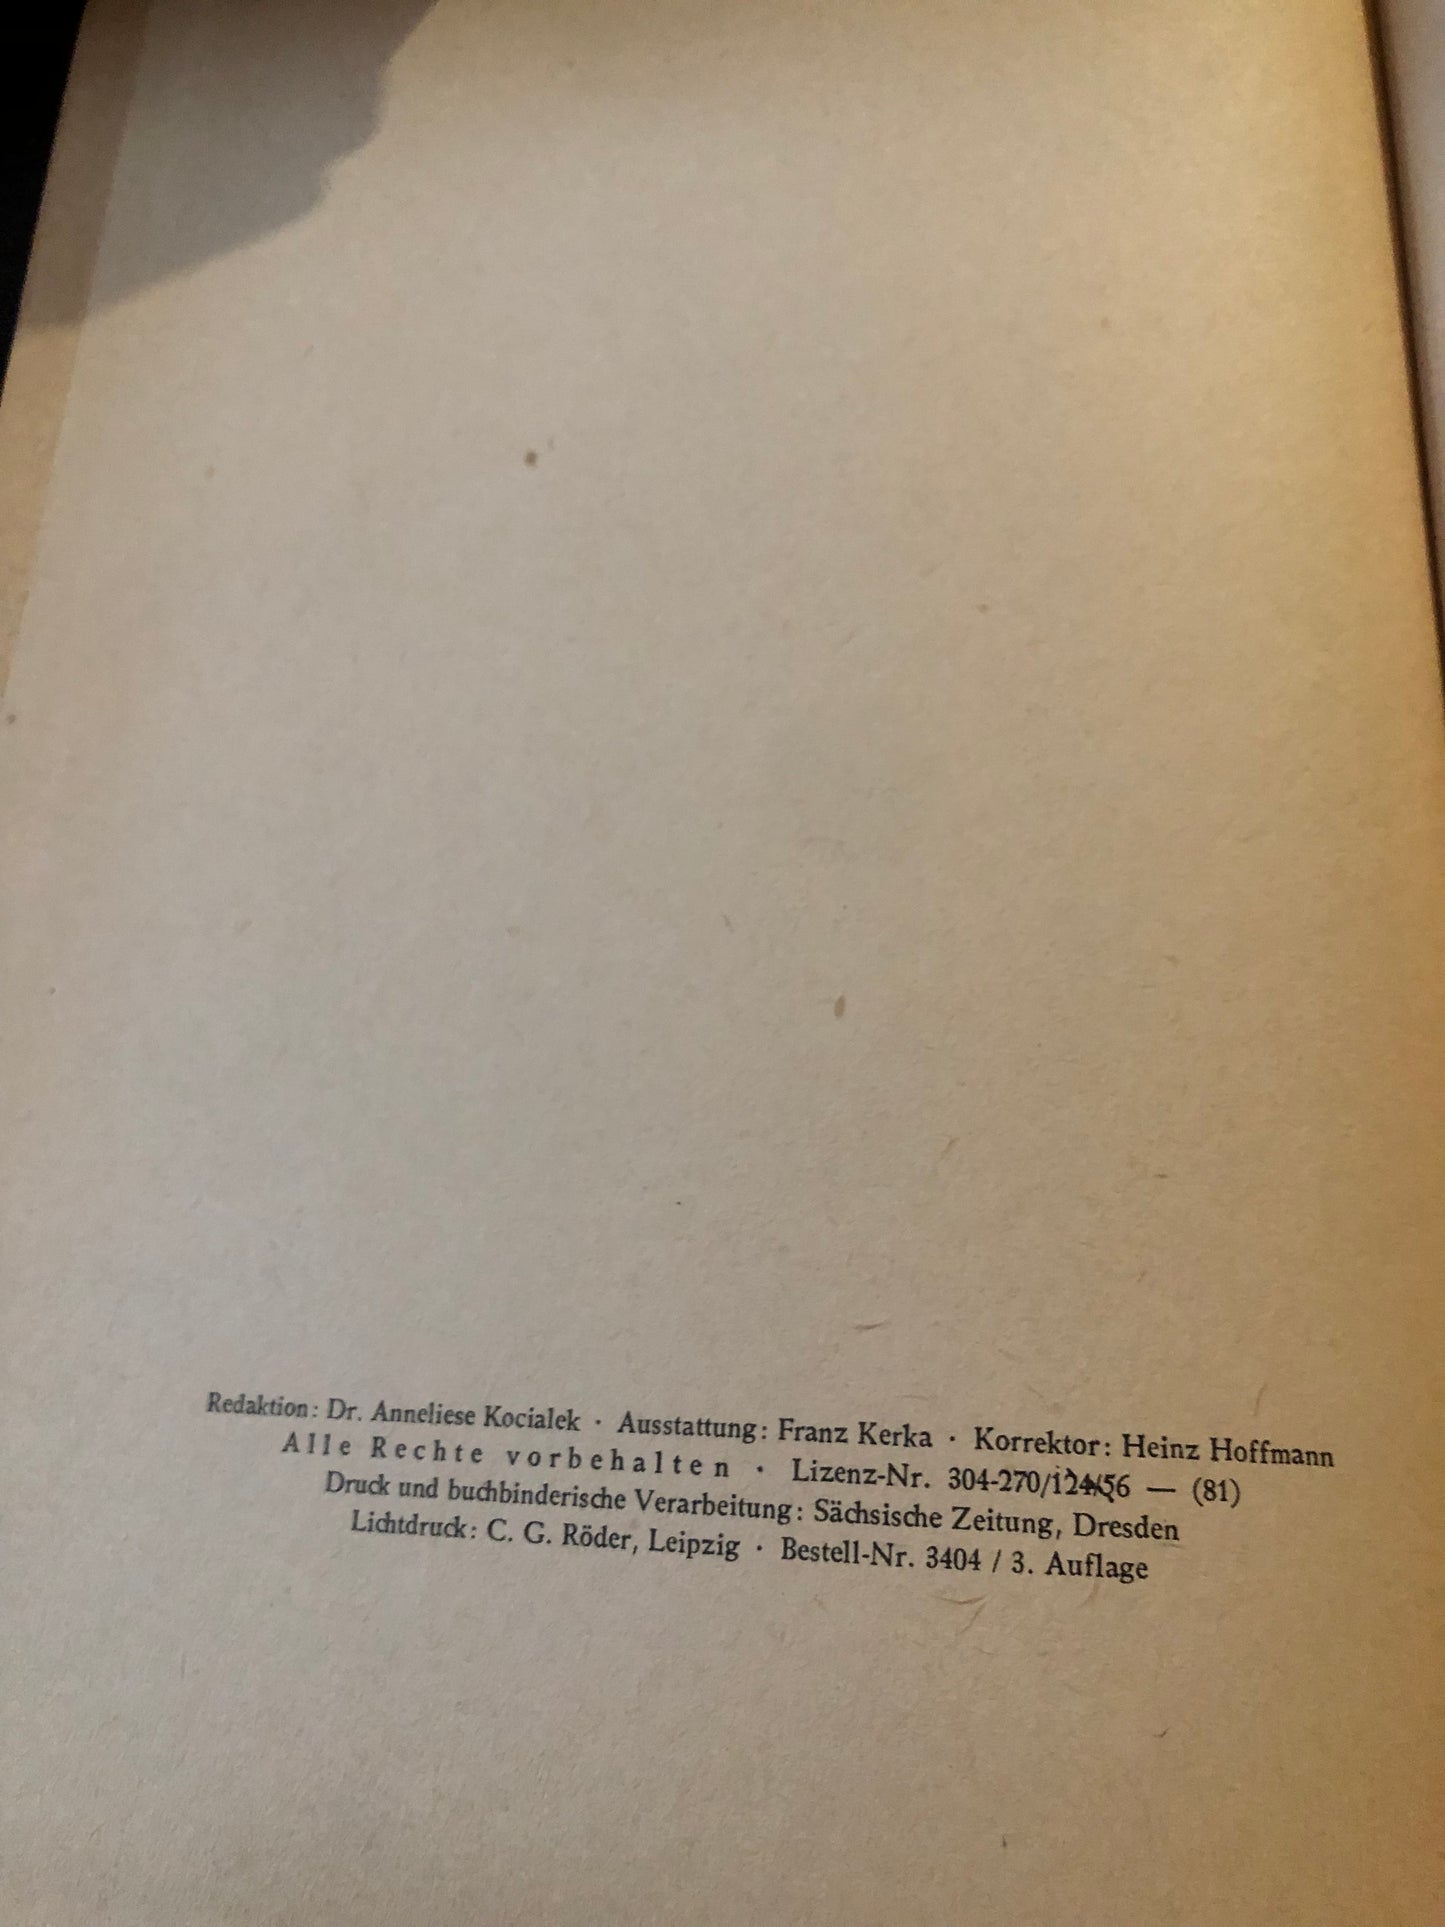 Redaktion: Dr. Anneliese Kocialek · Ausstattung: Franz Kerka · Korrektor: Heinz Hoffmann
Alle Rechte vorbehalten · Lizenz-Nr. 304-270/124/56 — (81)
Druck und buchbinderische Verarbeitung: Sächsische Zeitung, Dresden
Lichtdruck: C. G. Röder, Leipzig · Bestell-Nr. 3404 / 3. Auflage